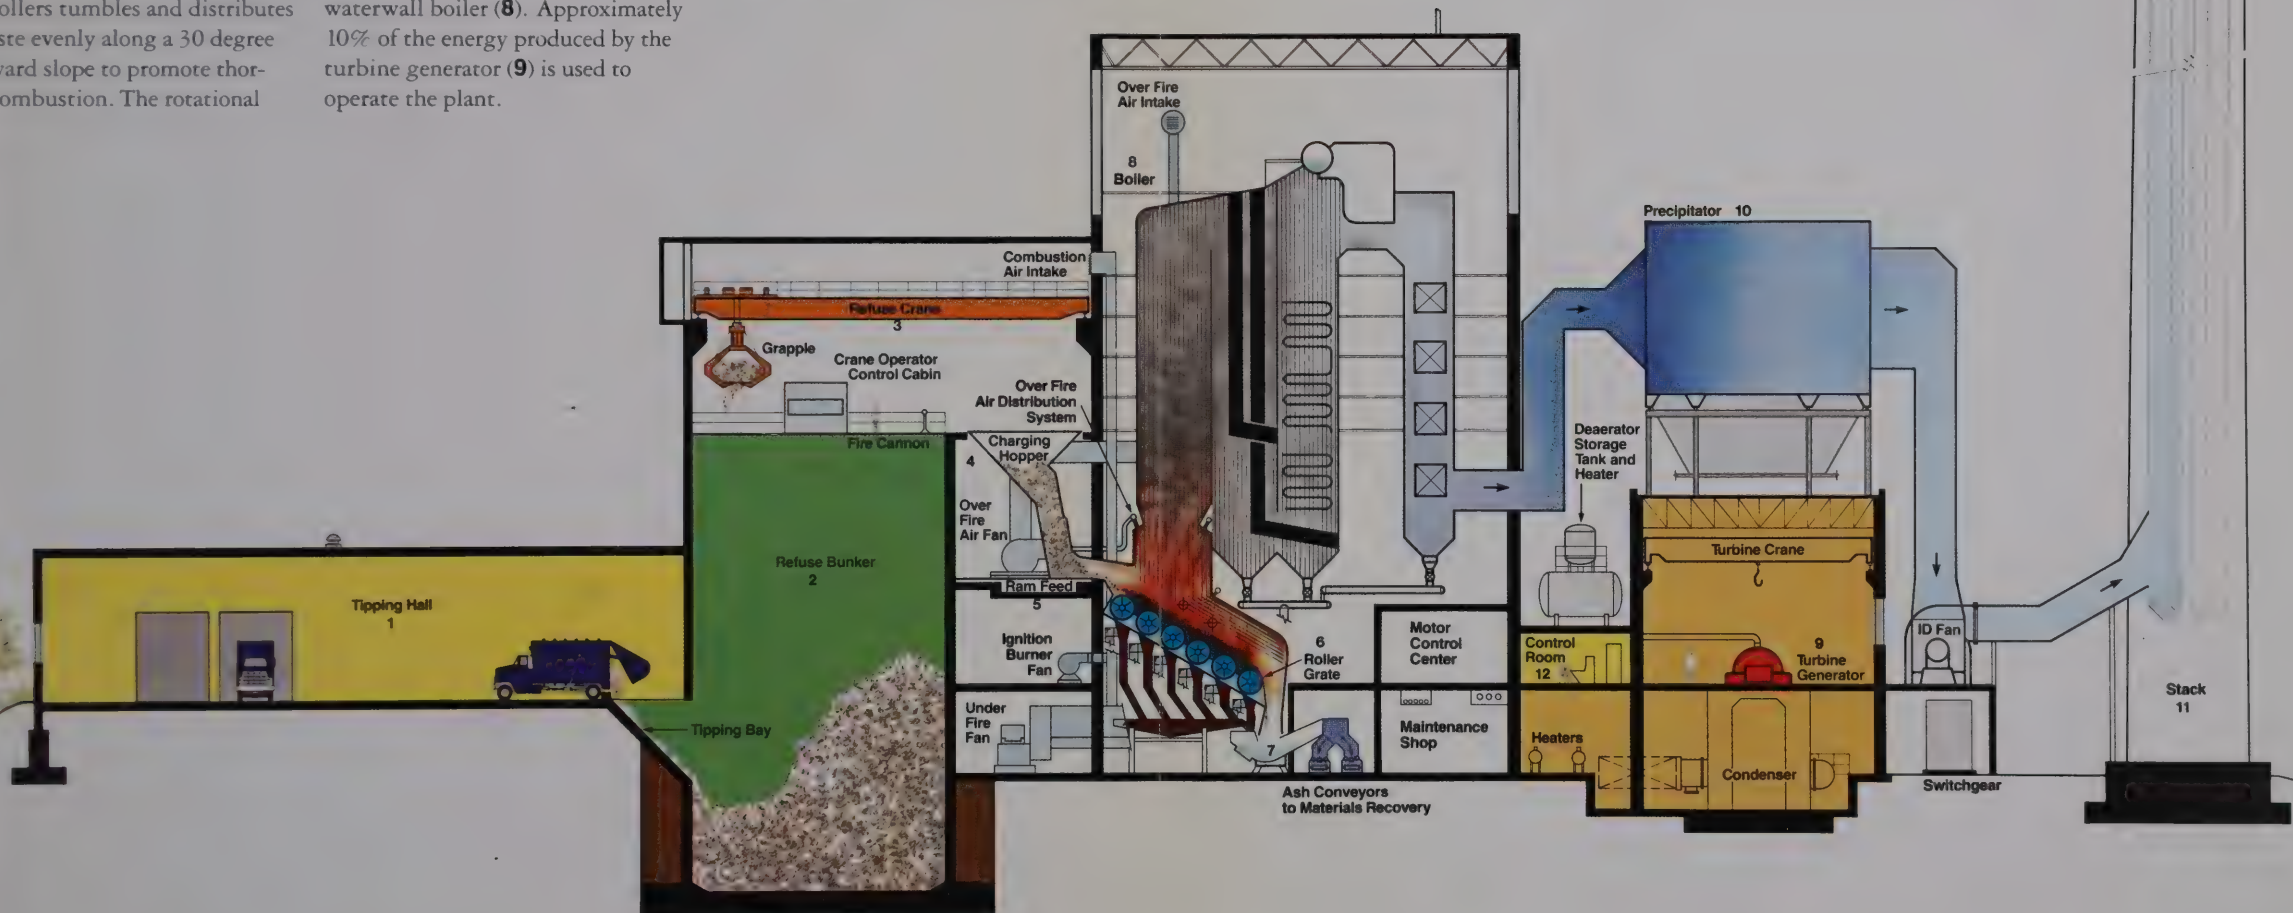 ollers tumbles and distributes
ste evenly along a 30 degree
ard slope to promote thor-
ombustion. The rotational
waterwall boiler (8). Approximately
10% of the energy produced by the
turbine generator (9) is used to
operate the plant.
Over Fire
Air Intake
8
Boiler
Precipitator 10
Combustion
Air Intake
Refuse Crane
3
Grapple
Crane Operator
Control Cabin
Over Fire
Air Distribution
System
Fire Cannon
Charging
Hopper
4
Over
Fire
Air Fan
Deaerator
Storage
Tank and
Heater
Turbine Crane
Refuse Bunker
2
Tipping Hall
1
Ram Feed
5
Ignition
Burner
Fan
6
Roller
Grate
Motor
Control
Center
Control
Room
12
9
Turbine
Generator
ID Fan
Stack
11
Tipping Bay
Under
Fire
Fan
7
Maintenance
Shop
Heaters
Condenser
Switchgear
Ash Conveyors
to Materials Recovery